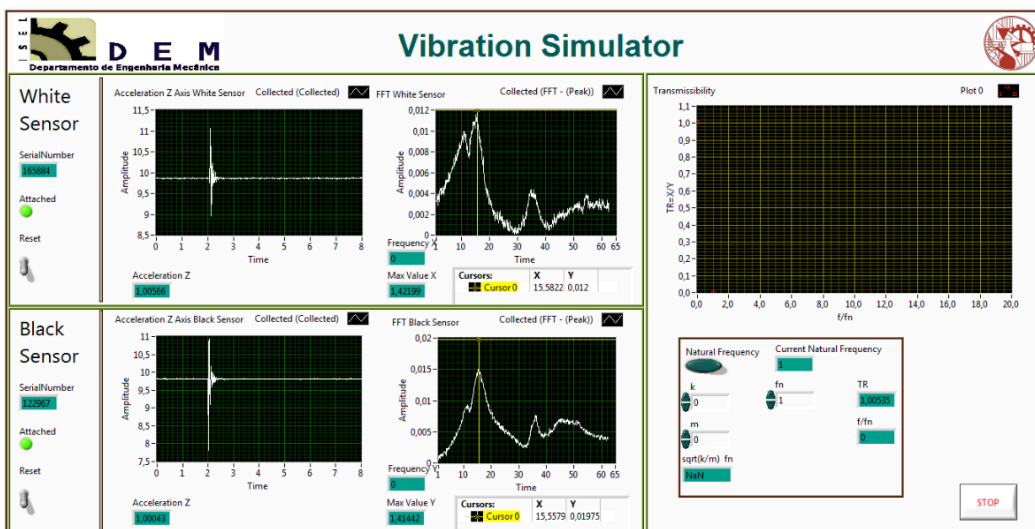 I S E L
D E M
Departamento de Engenharia Mecânica
Vibration Simulator
White
Sensor
SerialNumber
165884
Attached
Reset
Acceleration Z Axis White Sensor
Collected (Collected)
11,5
11
10,5
10
9,5
9
8,5
Amplitude
0 1 2 3 4 5 6 7 8
Time
Acceleration Z
1,00566
FFT White Sensor
Collected (FFT - (Peak))
0,012
0,01
0,008
0,006
0,004
0,002
0
Amplitude
1 10 20 30 40 50 60 65
Time
Frequency X
0
Max Value X
1,42199
Cursors: X Y
Cursor 0 15,5822 0,012
Black
Sensor
SerialNumber
122967
Attached
Reset
Acceleration Z Axis Black Sensor
Collected (Collected)
11
10,5
10
9,5
9
8,5
8
7,5
Amplitude
0 1 2 3 4 5 6 7 8
Time
Acceleration Z
1,00043
FFT Black Sensor
Collected (FFT - (Peak))
0,02
0,015
0,01
0,005
0,00
Amplitude
1 10 20 30 40 50 60 65
Time
Frequency Y
0
Max Value Y
1,41442
Cursors: X Y
Cursor 0 15,5579 0,01975
Transmissibility
Plot 0
1,1
1,0
0,9
0,8
0,7
0,6
0,5
0,4
0,3
0,2
0,1
0,0
TR=X/Y
0,0 2,0 4,0 6,0 8,0 10,0 12,0 14,0 16,0 18,0 20,0
f/fn
Natural Frequency
Current Natural Frequency
1
k
0
fn
1
TR
1,00535
m
0
f/fn
0
sqrt(k/m) fn
NaN
STOP